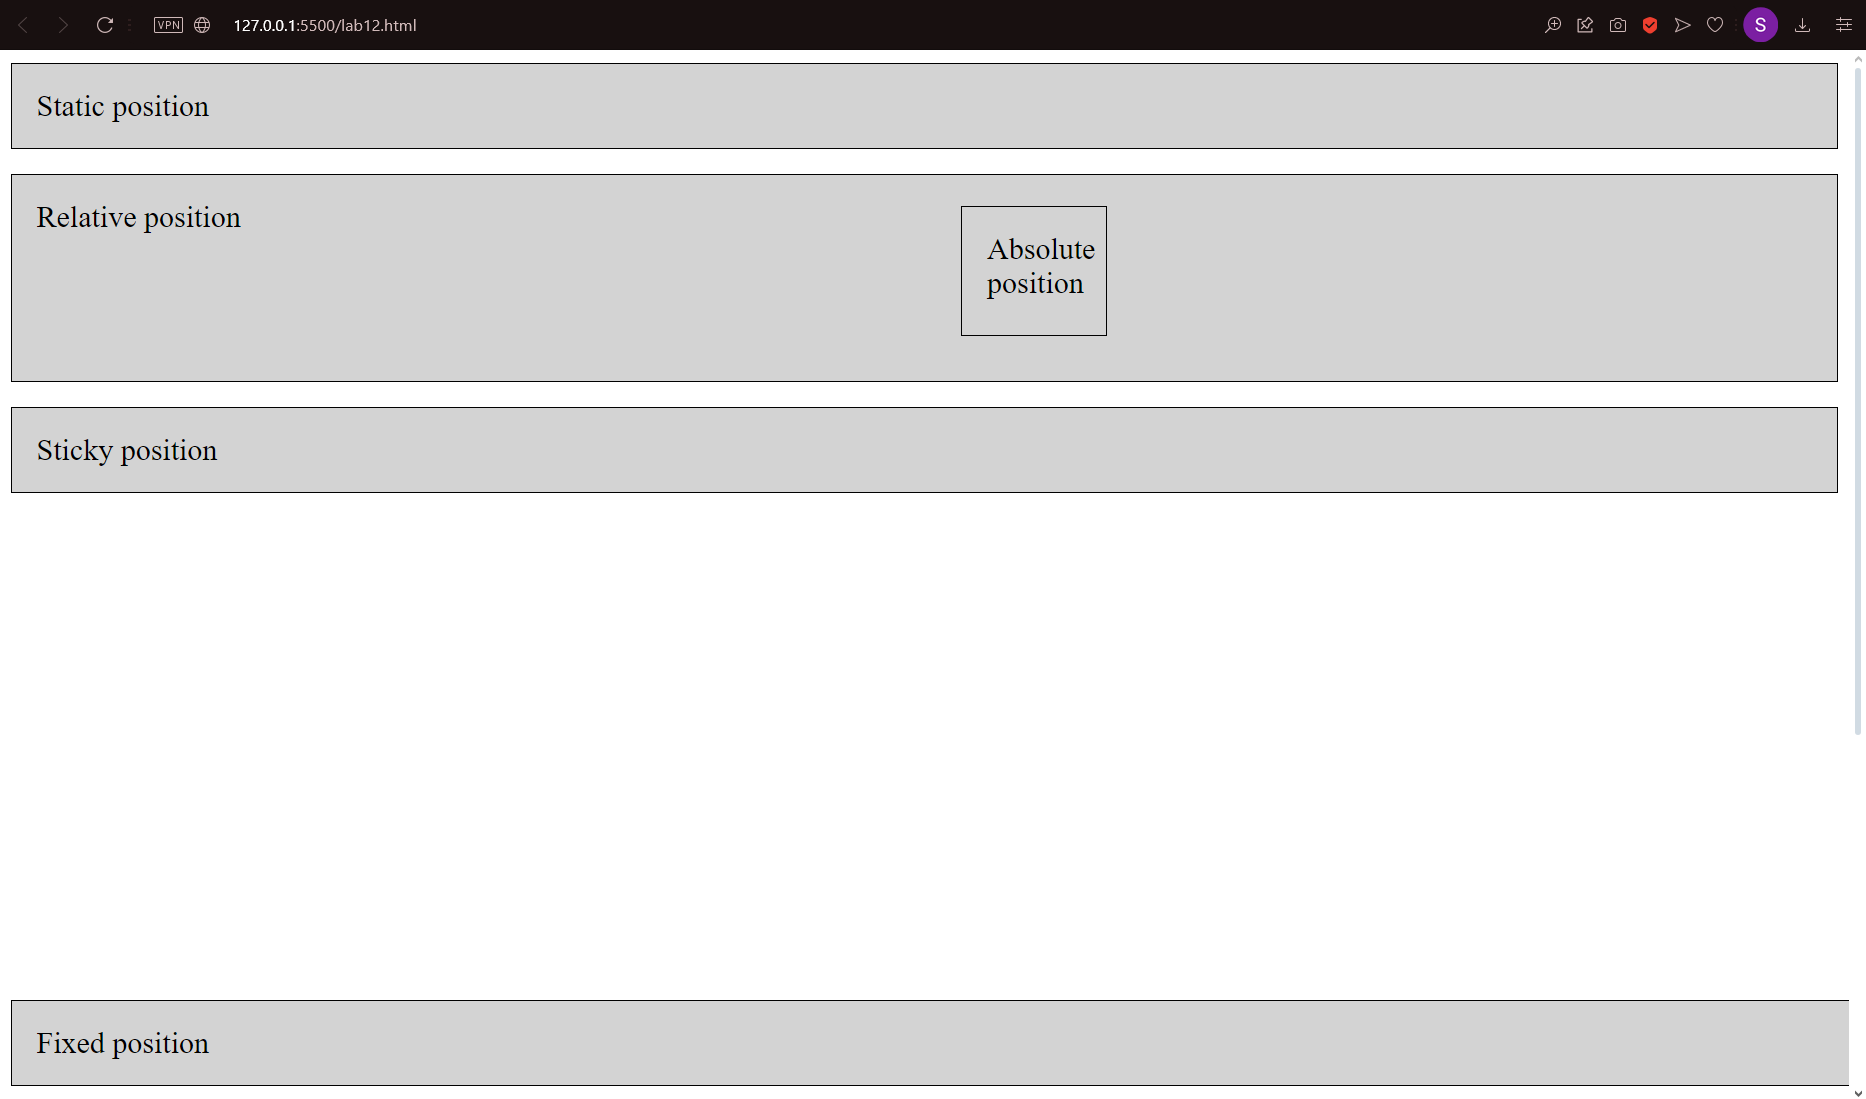 VPN
127.0.0.1:5500/lab12.html
S
Static position
Relative position
Absolute
position
Sticky position
Fixed position